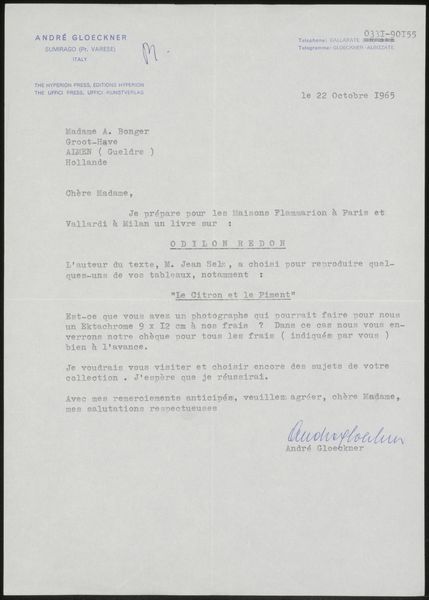 ANDRÉ GLOECKNER
SUMIRAGO (Pr. VARESE)
ITALY
Telephone: GALLARATE 0331-90155
Telegramme: GLOECKNER-ALBIZZATE
THE HYPERION PRESS, EDITIONS HYPERION
THE UFFICI PRESS, UFFICI KUNSTVERLAG
le 22 Octobre 1965
Madame A. Bonger
Groot-Have
ALMEN ( Gueldre )
Hollande
Chère Madame,
Je prépare pour les Maisons Flammarion à Paris et
Vallardi à Milan un livre sur :
ODILON REDON
L'auteur du texte, M. Jean Selz, a choisi pour reproduire quel-
ques-uns de vos tableaux, notamment :
"Le Citron et le Piment"
Est-ce que vous avez un photographe qui pourrait faire pour nous
un Ektachrome 9 x 12 cm à nos frais ? Dans ce cas nous vous en-
verrons notre chèque pour tous les frais ( indiqués par vous )
bien à l'avance.
Je voudrais vous visiter et choisir encore des sujets de votre
collection . J'espère que je réussirai.
Avec mes remerciements anticipés, veuillez agréer, chère Madame,
mes salutations respectueuses
André Gloeckner